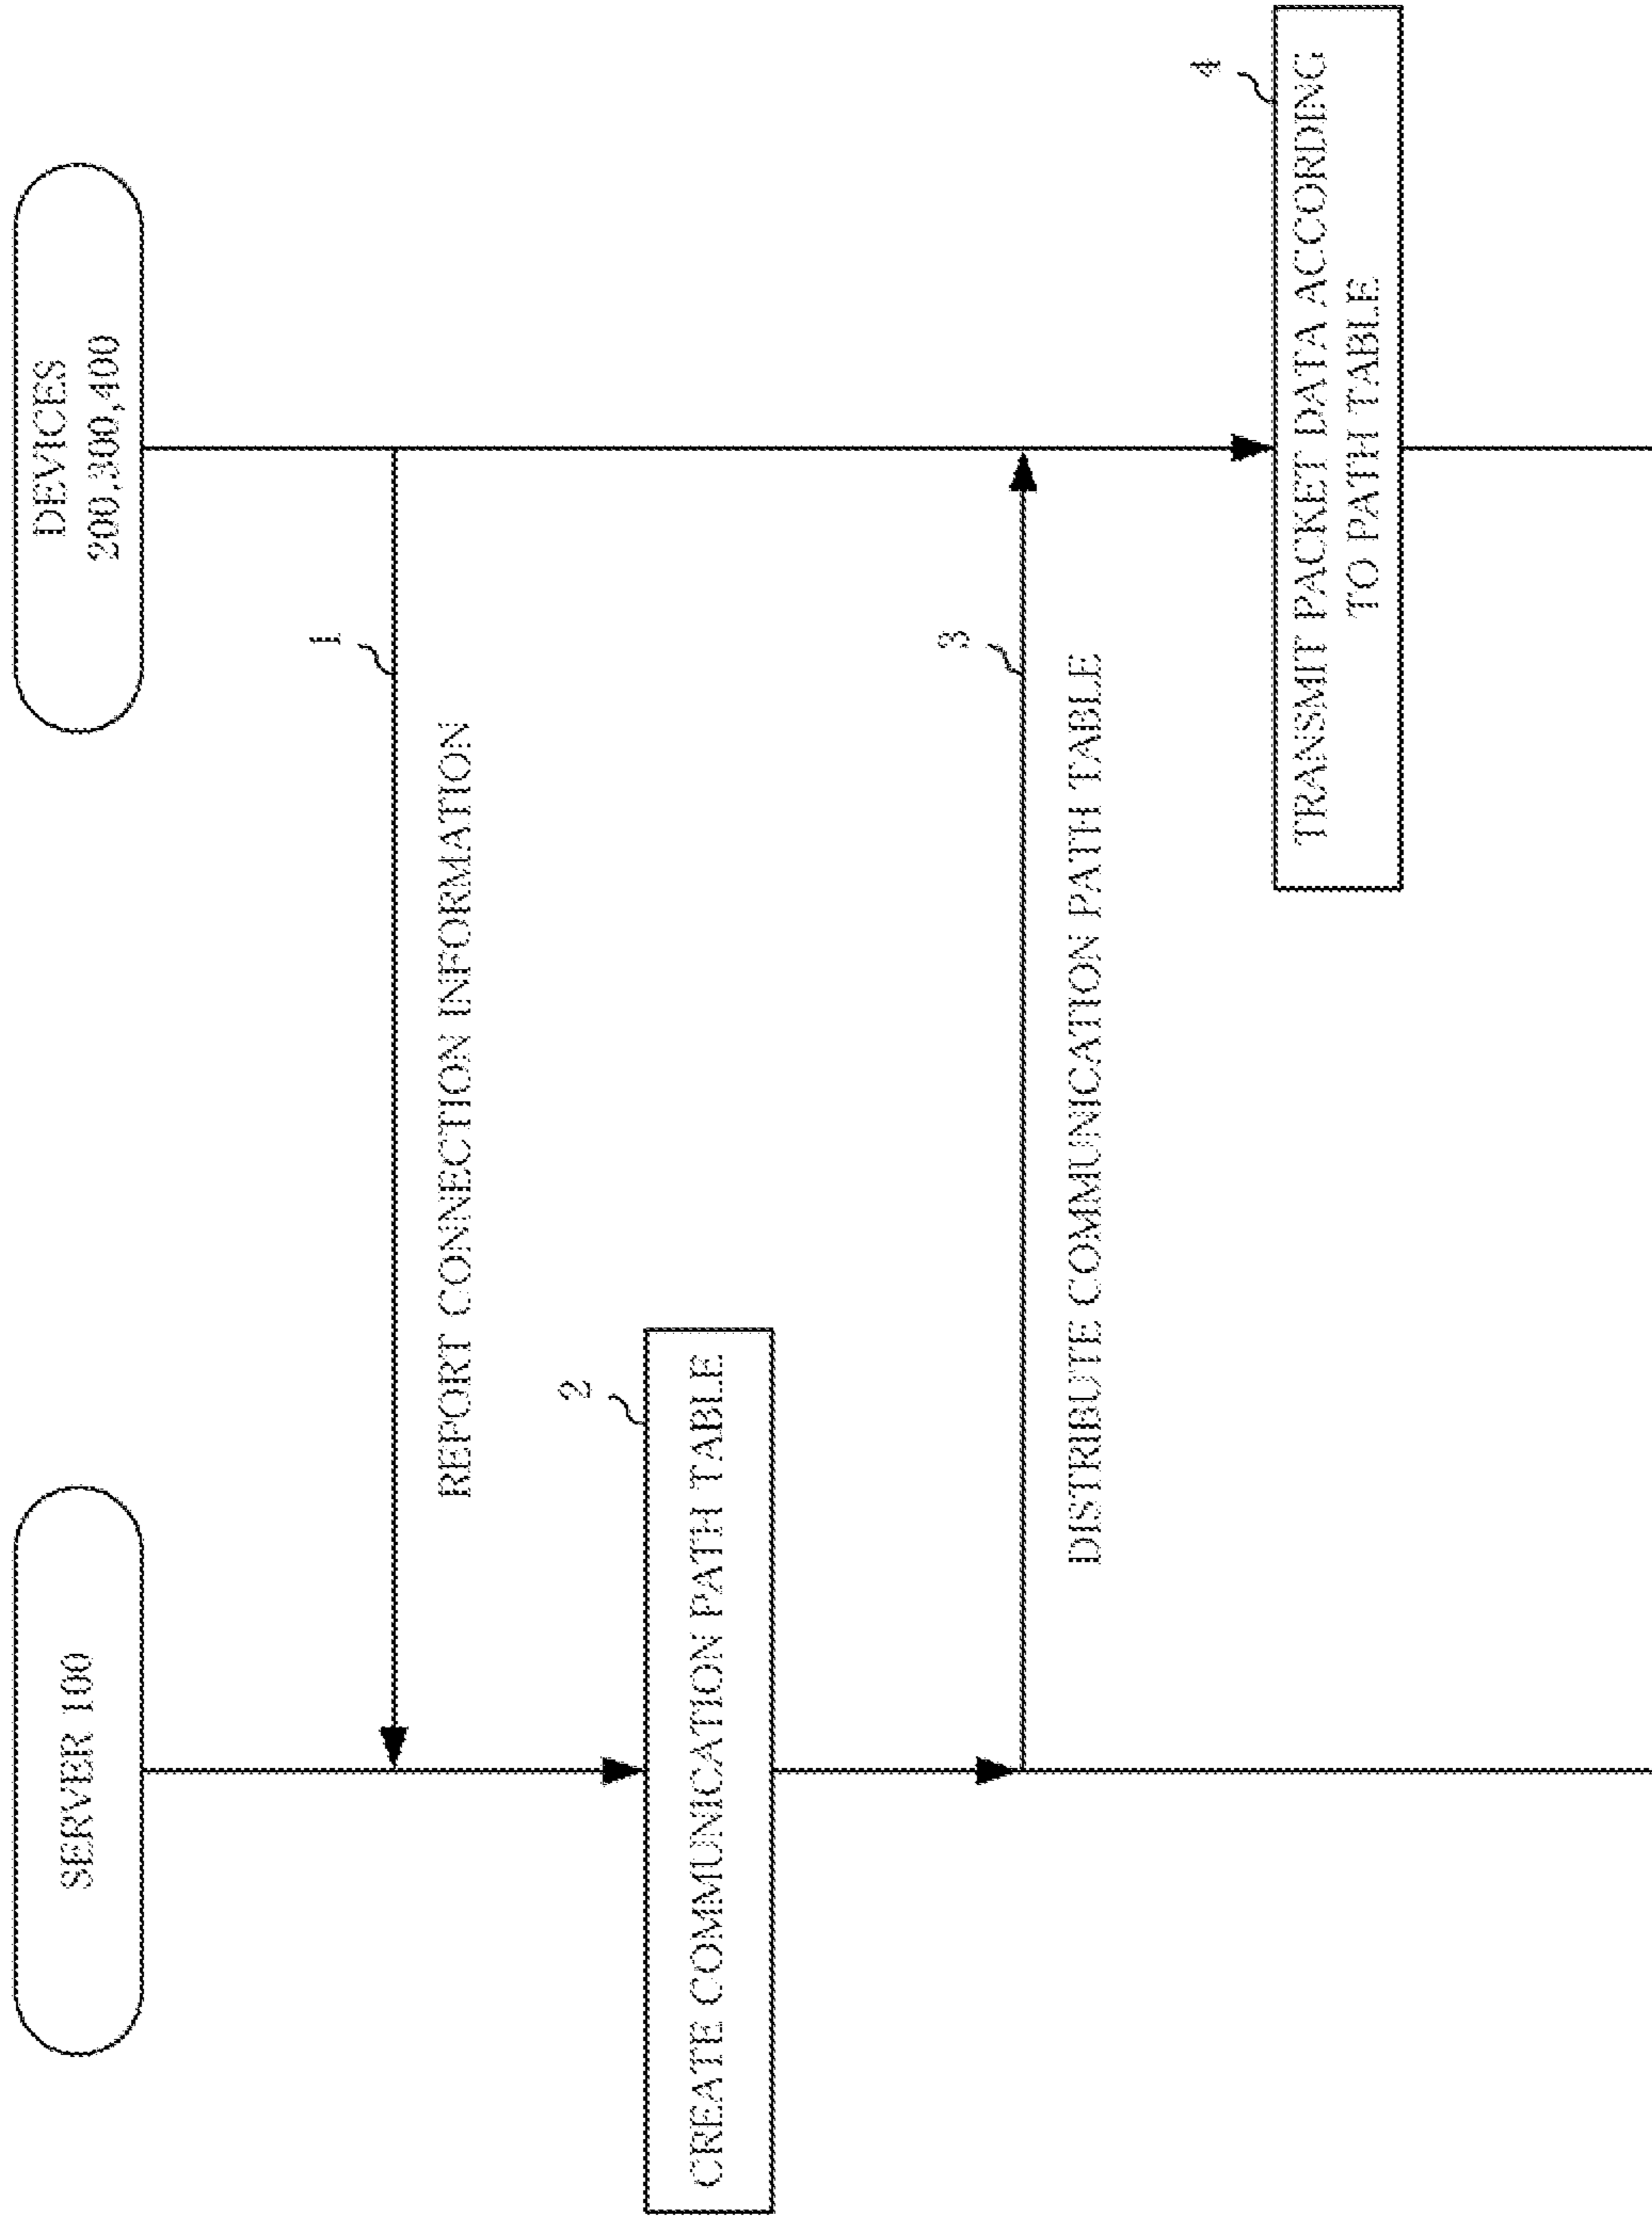 SERVER 100
DEVICES
200,300,400
1
REPORT CONNECTION INFORMATION
2
CREATE COMMUNICATION PATH TABLE
3
DISTRIBUTE COMMUNICATION PATH TABLE
4
TRANSMIT PACKET DATA ACCORDING
TO PATH TABLE